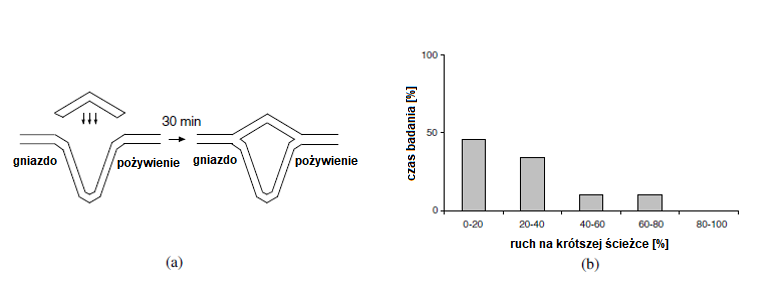 30 min
gniazdo pożywienie gniazdo pożywienie
(a)
czas badania [%]
100
50
0
0-20 20-40 40-60 60-80 80-100
ruch na krótszej ścieżce [%]
(b)